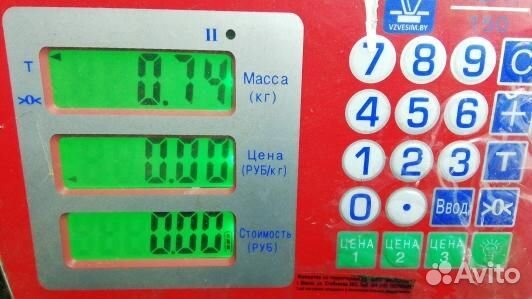 II
VZVESIM.BY
T
>0<
0.74
Масса
(кг)
0.00
Цена
(РУБ/кг)
0.00
Стоимость
(РУБ)
7 8 9 C
4 5 6 +
1 2 3 T
0 • Ввод >0<
ЦЕНА 1
ЦЕНА 2
ЦЕНА 3
Avito